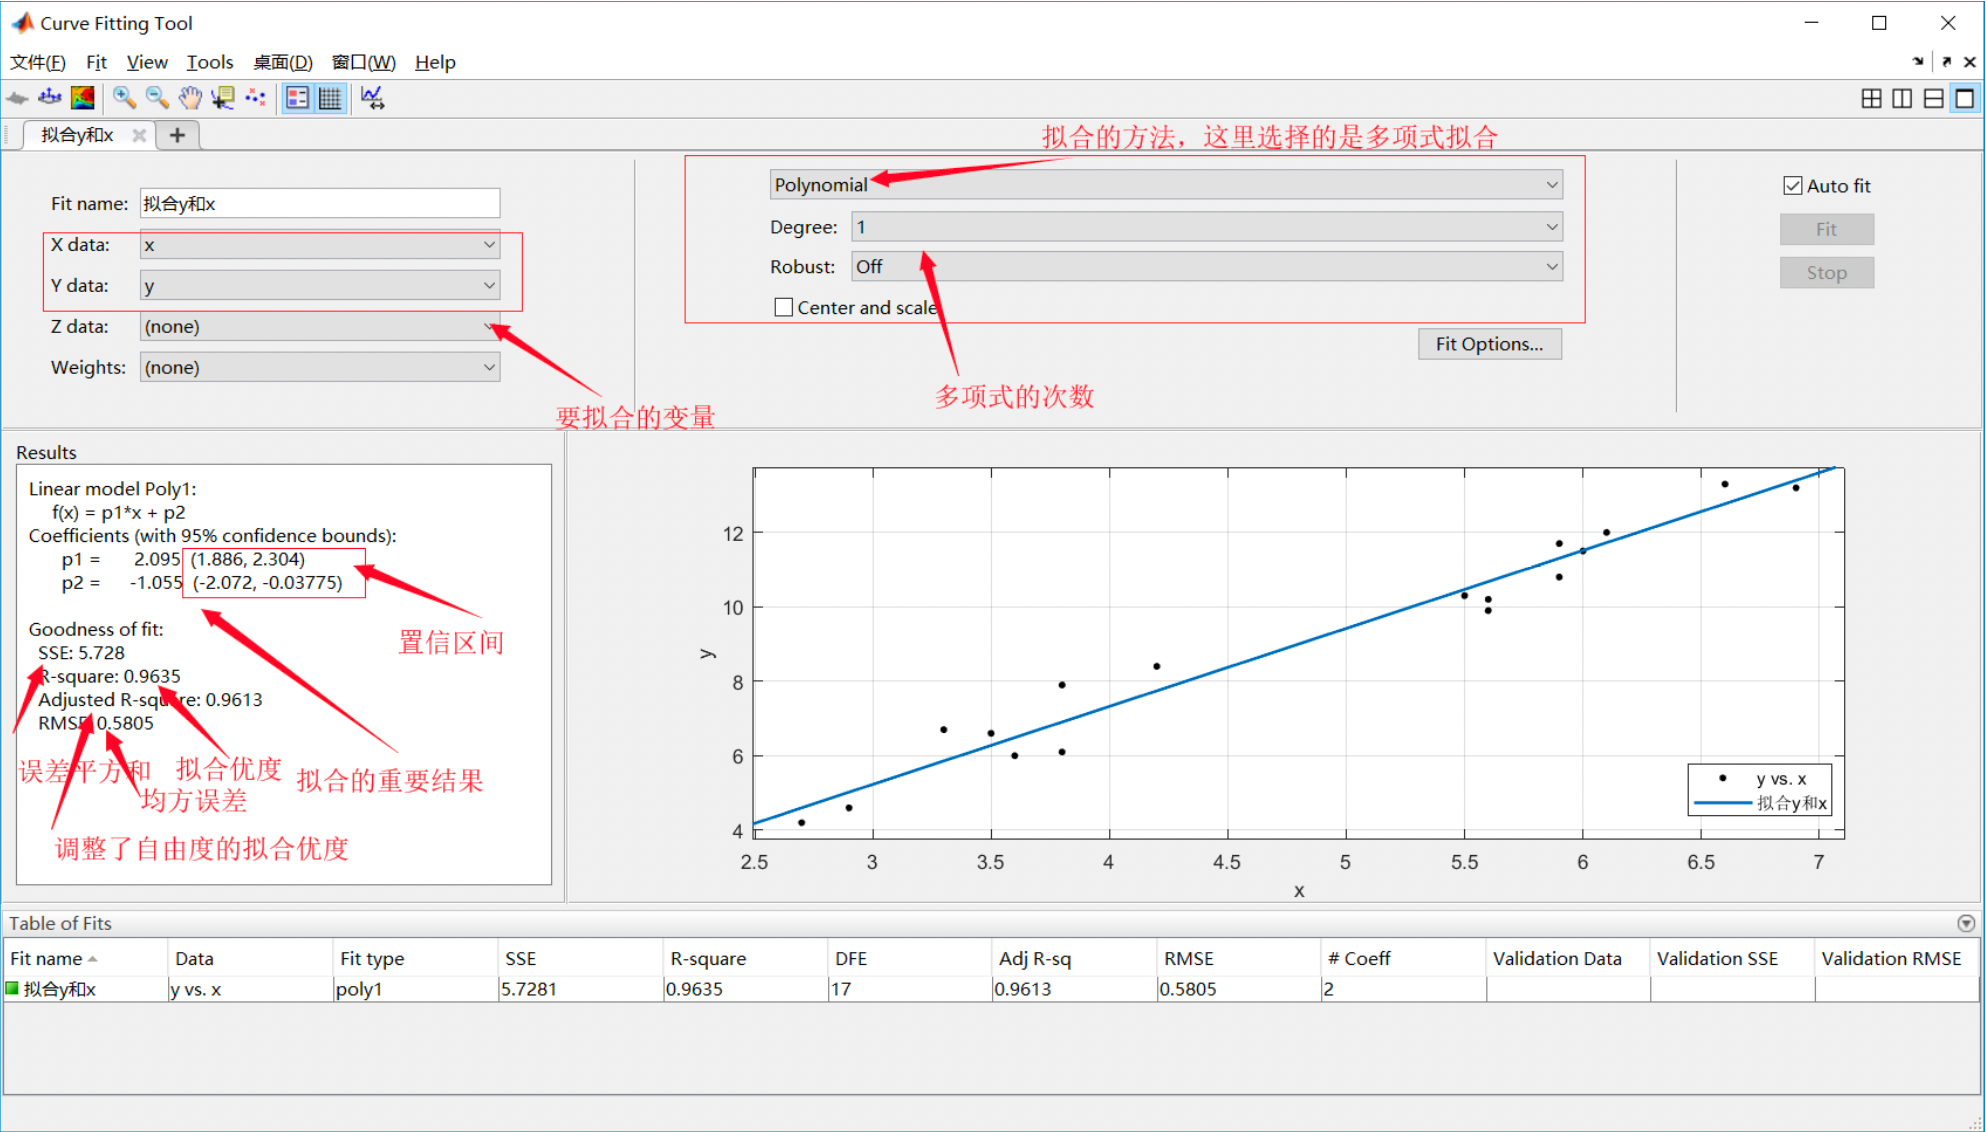 Curve Fitting Tool
文件(F) Fit View Tools 桌面(D) 窗口(W) Help
拟合y和x
拟合的方法，这里选择的是多项式拟合
Fit name: 拟合y和x
X data: x
Y data: y
Z data: (none)
Weights: (none)
要拟合的变量
Polynomial
Degree: 1
Robust: Off
Center and scale
Fit Options...
多项式的次数
Auto fit
Fit
Stop
Results
Linear model Poly1:
f(x) = p1*x + p2
Coefficients (with 95% confidence bounds):
p1 = 2.095 (1.886, 2.304)
p2 = -1.055 (-2.072, -0.03775)
置信区间
Goodness of fit:
SSE: 5.728
R-square: 0.9635
Adjusted R-square: 0.9613
RMSE: 0.5805
误差平方和 拟合优度 拟合的重要结果
均方误差
调整了自由度的拟合优度
12
10
8
6
4
y
2.5 3 3.5 4 4.5 5 5.5 6 6.5 7
x
y vs. x
拟合y和x
Table of Fits
Fit name Data Fit type SSE R-square DFE Adj R-sq RMSE # Coeff Validation Data Validation SSE Validation RMSE
拟合y和x y vs. x poly1 5.7281 0.9635 17 0.9613 0.5805 2